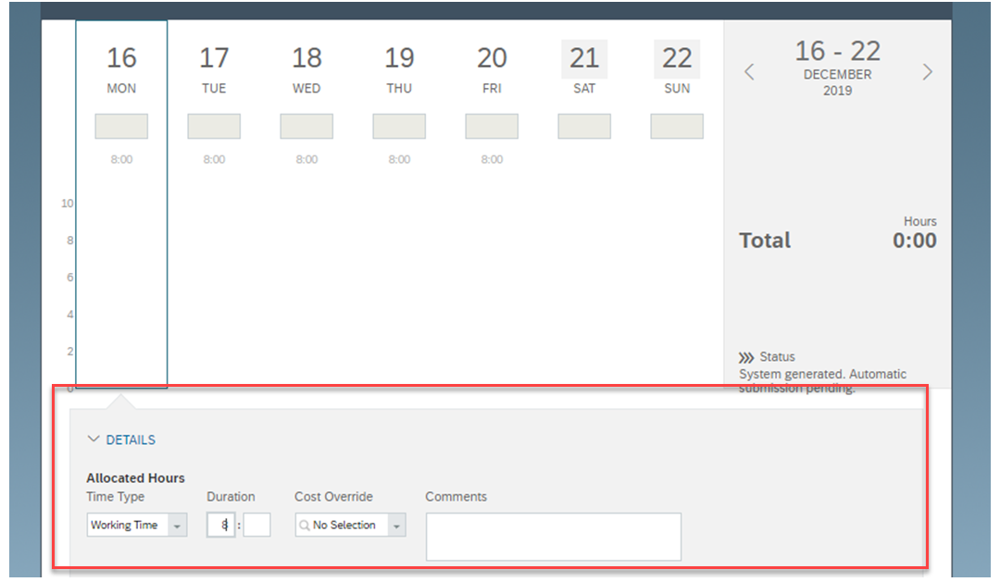 16 17 18 19 20 21 22
MON TUE WED THU FRI SAT SUN
8:00 8:00 8:00 8:00 8:00
10
8
6
4
2
0
16 - 22
DECEMBER
2019
Hours
Total 0:00
Status
System generated. Automatic
submission pending.
DETAILS
Allocated Hours
Time Type Duration Cost Override Comments
Working Time 8 : No Selection